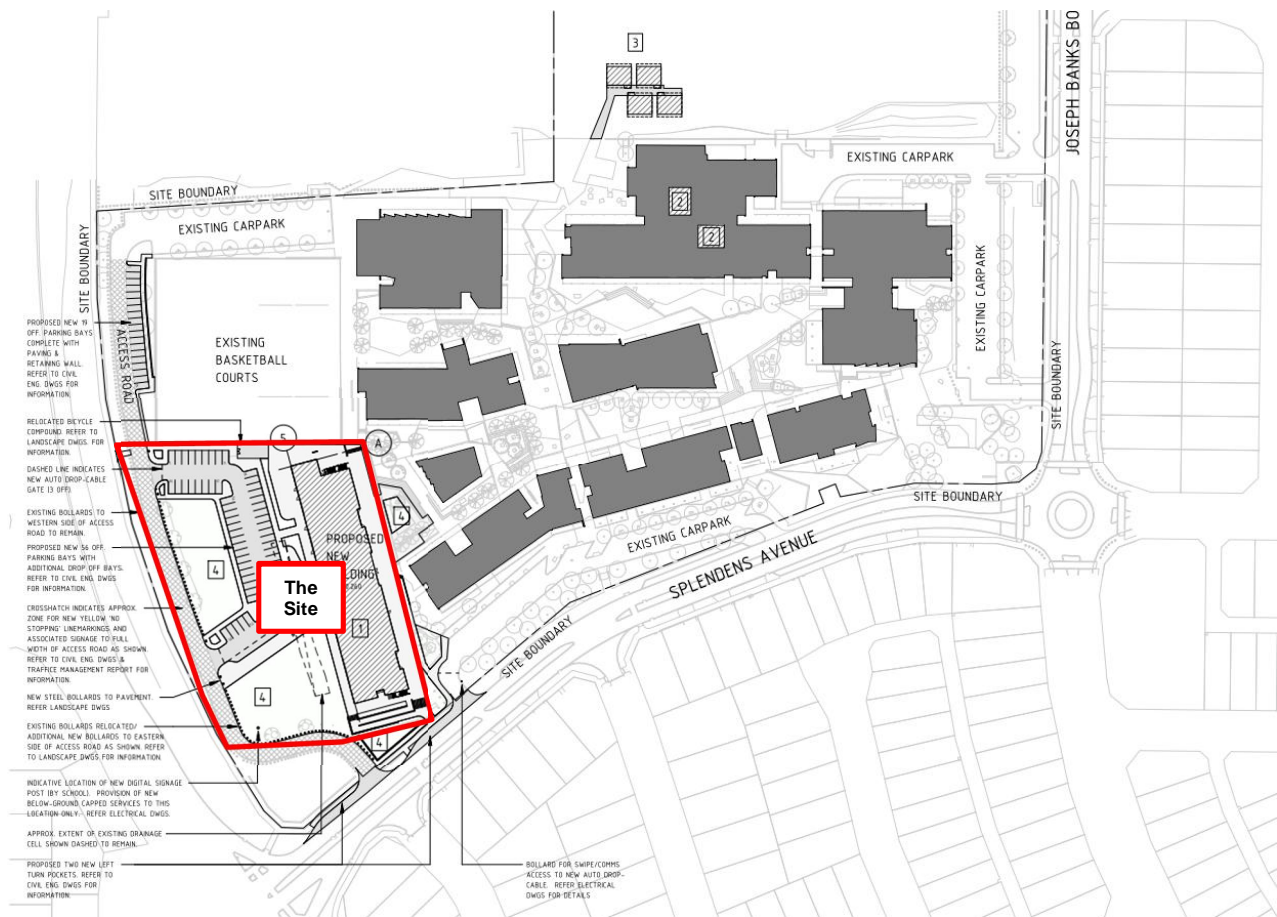 3
JOSEPH BANKS BO
EXISTING CARPARK
SITE BOUNDARY
EXISTING CARPARK
2
2
SITE BOUNDARY
EXISTING CARPARK
PROPOSED NEW 19
OFF. PARKING BAYS
COMPLETE WITH
PAVING &
RETAINING WALL.
REFER TO CIVIL
ENG. DWGS FOR
INFORMATION.
ACCESS ROAD
EXISTING
BASKETBALL
COURTS
SITE BOUNDARY
RELOCATED BICYCLE
COMPOUND. REFER TO
LANDSCAPE DWGS. FOR
INFORMATION.
5
A
DASHED LINE INDICATES
NEW AUTO DROP-CABLE
GATE (3 OFF).
SITE BOUNDARY
EXISTING BOLLARDS TO
WESTERN SIDE OF ACCESS
ROAD TO REMAIN.
4
EXISTING CARPARK
SPLENDENS AVENUE
PROPOSED NEW 56 OFF.
PARKING BAYS WITH
ADDITIONAL DROP OFF BAYS.
REFER TO CIVIL ENG. DWGS
FOR INFORMATION.
PROPOSED
NEW
4
The
Site
1
CROSSHATCH INDICATES APPROX.
ZONE FOR NEW YELLOW 'NO
STOPPING' LINEMARKINGS AND
ASSOCIATED SIGNAGE TO FULL
WIDTH OF ACCESS ROAD AS SHOWN.
REFER TO CIVIL ENG. DWGS &
TRAFFICE MANAGEMENT REPORT FOR
INFORMATION.
SITE BOUNDARY
NEW STEEL BOLLARDS TO PAVEMENT.
REFER LANDSCAPE DWGS
4
EXISTING BOLLARDS RELOCATED/
ADDITIONAL NEW BOLLARDS TO EASTERN
SIDE OF ACCESS ROAD AS SHOWN. REFER
TO LANDSCAPE DWGS FOR INFORMATION.
4
INDICATIVE LOCATION OF NEW DIGITAL SIGNAGE
POST (BY SCHOOL). PROVISION OF NEW
BELOW-GROUND CAPPED SERVICES TO THIS
LOCATION ONLY. REFER ELECTRICAL DWGS.
APPROX. EXTENT OF EXISTING DRAINAGE
CELL SHOWN DASHED TO REMAIN.
PROPOSED TWO NEW LEFT
TURN POCKETS. REFER TO
CIVIL ENG. DWGS FOR
INFORMATION.
BOLLARD FOR SWIPE/COMMS
ACCESS TO NEW AUTO DROP-
CABLE. REFER ELECTRICAL
DWGS FOR DETAILS